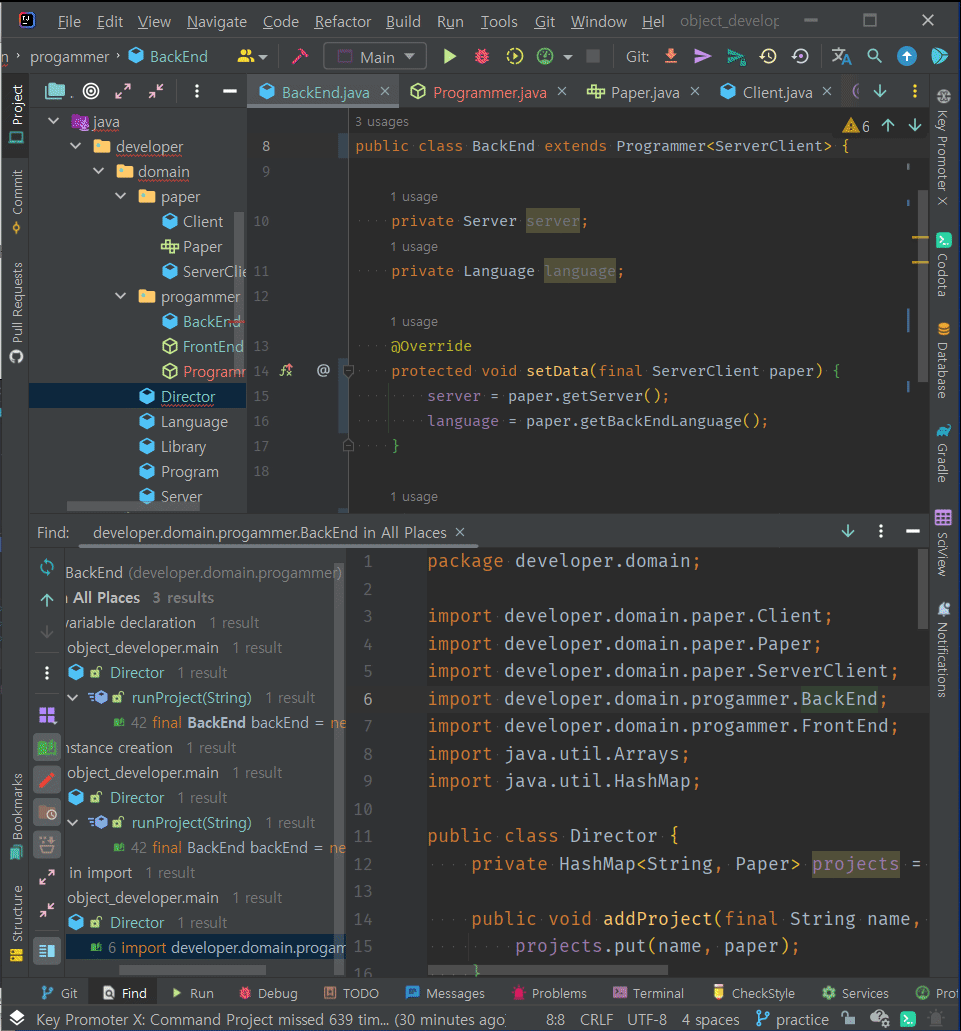 File Edit View Navigate Code Refactor Build Run Tools Git Window Hel object_develop
progammer BackEnd Main Git:
Project
BackEnd.java Programmer.java Paper.java Client.java
java
developer
domain
paper
Client
Paper
ServerClie
progammer
BackEnd
FrontEnd
Programm
Director
Language
Library
Program
Server
3 usages
6
8 public class BackEnd extends Programmer<ServerClient> {
9
1 usage
10 private Server server;
1 usage
11 private Language language;
12
1 usage
13 @Override
14 @ protected void setData(final ServerClient paper) {
15 server = paper.getServer();
16 language = paper.getBackEndLanguage();
17 }
18
1 usage
Commit
Pull Requests
Bookmarks
Structure
Key Promoter X
Codota
Database
Gradle
SciView
Notifications
Find: developer.domain.progammer.BackEnd in All Places
BackEnd (developer.domain.progammer)
All Places 3 results
variable declaration 1 result
object_developer.main 1 result
Director 1 result
runProject(String) 1 result
42 final BackEnd backEnd = ne
nstance creation 1 result
object_developer.main 1 result
Director 1 result
runProject(String) 1 result
42 final BackEnd backEnd = ne
in import 1 result
object_developer.main 1 result
Director 1 result
6 import developer.domain.progam
1 package developer.domain;
2
3 import developer.domain.paper.Client;
4 import developer.domain.paper.Paper;
5 import developer.domain.paper.ServerClient;
6 import developer.domain.progammer.BackEnd;
7 import developer.domain.progammer.FrontEnd;
8 import java.util.Arrays;
9 import java.util.HashMap;
10
11 public class Director {
12 private HashMap<String, Paper> projects =
13
14 public void addProject(final String name,
15 projects.put(name, paper);
16 }
Git Find Run Debug TODO Messages Problems Terminal CheckStyle Services Pro
Key Promoter X: Command Project missed 639 tim... (30 minutes ago) 8:8 CRLF UTF-8 4 spaces practice